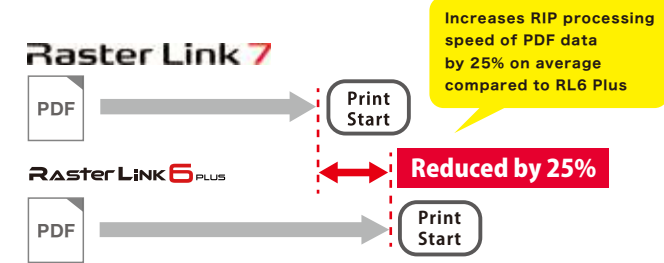 Increases RIP processing
speed of PDF data
by 25% on average
compared to RL6 Plus
Raster Link 7
PDF
Print
Start
Reduced by 25%
RASTER LINK 6 PLUS
PDF
Print
Start